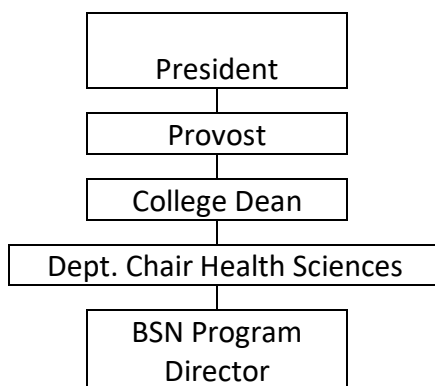 President
Provost
College Dean
Dept. Chair Health Sciences
BSN Program
Director